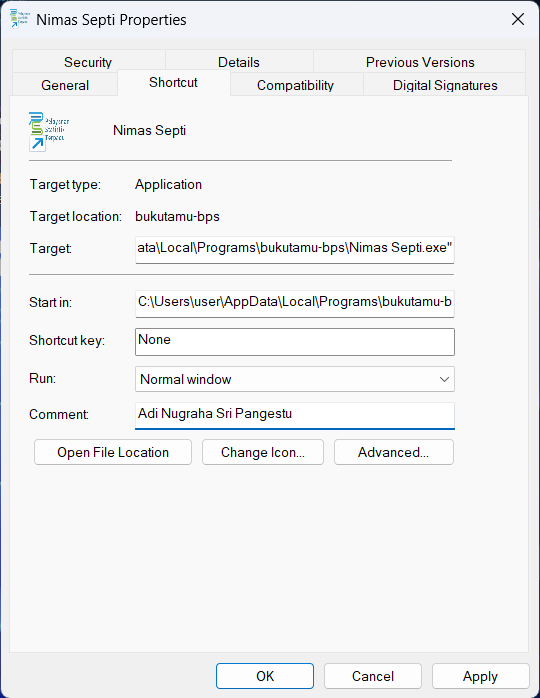 Nimas Septi Properties
Security Details Previous Versions
General Shortcut Compatibility Digital Signatures
Pelayanan
Statistik
Terpadu
Nimas Septi
Target type: Application
Target location: bukutamu-bps
Target: ata\Local\Programs\bukutamu-bps\Nimas Septi.exe"
Start in: C:\Users\user\AppData\Local\Programs\bukutamu-b
Shortcut key: None
Run: Normal window
Comment: Adi Nugraha Sri Pangestu
Open File Location Change Icon... Advanced...
OK Cancel Apply